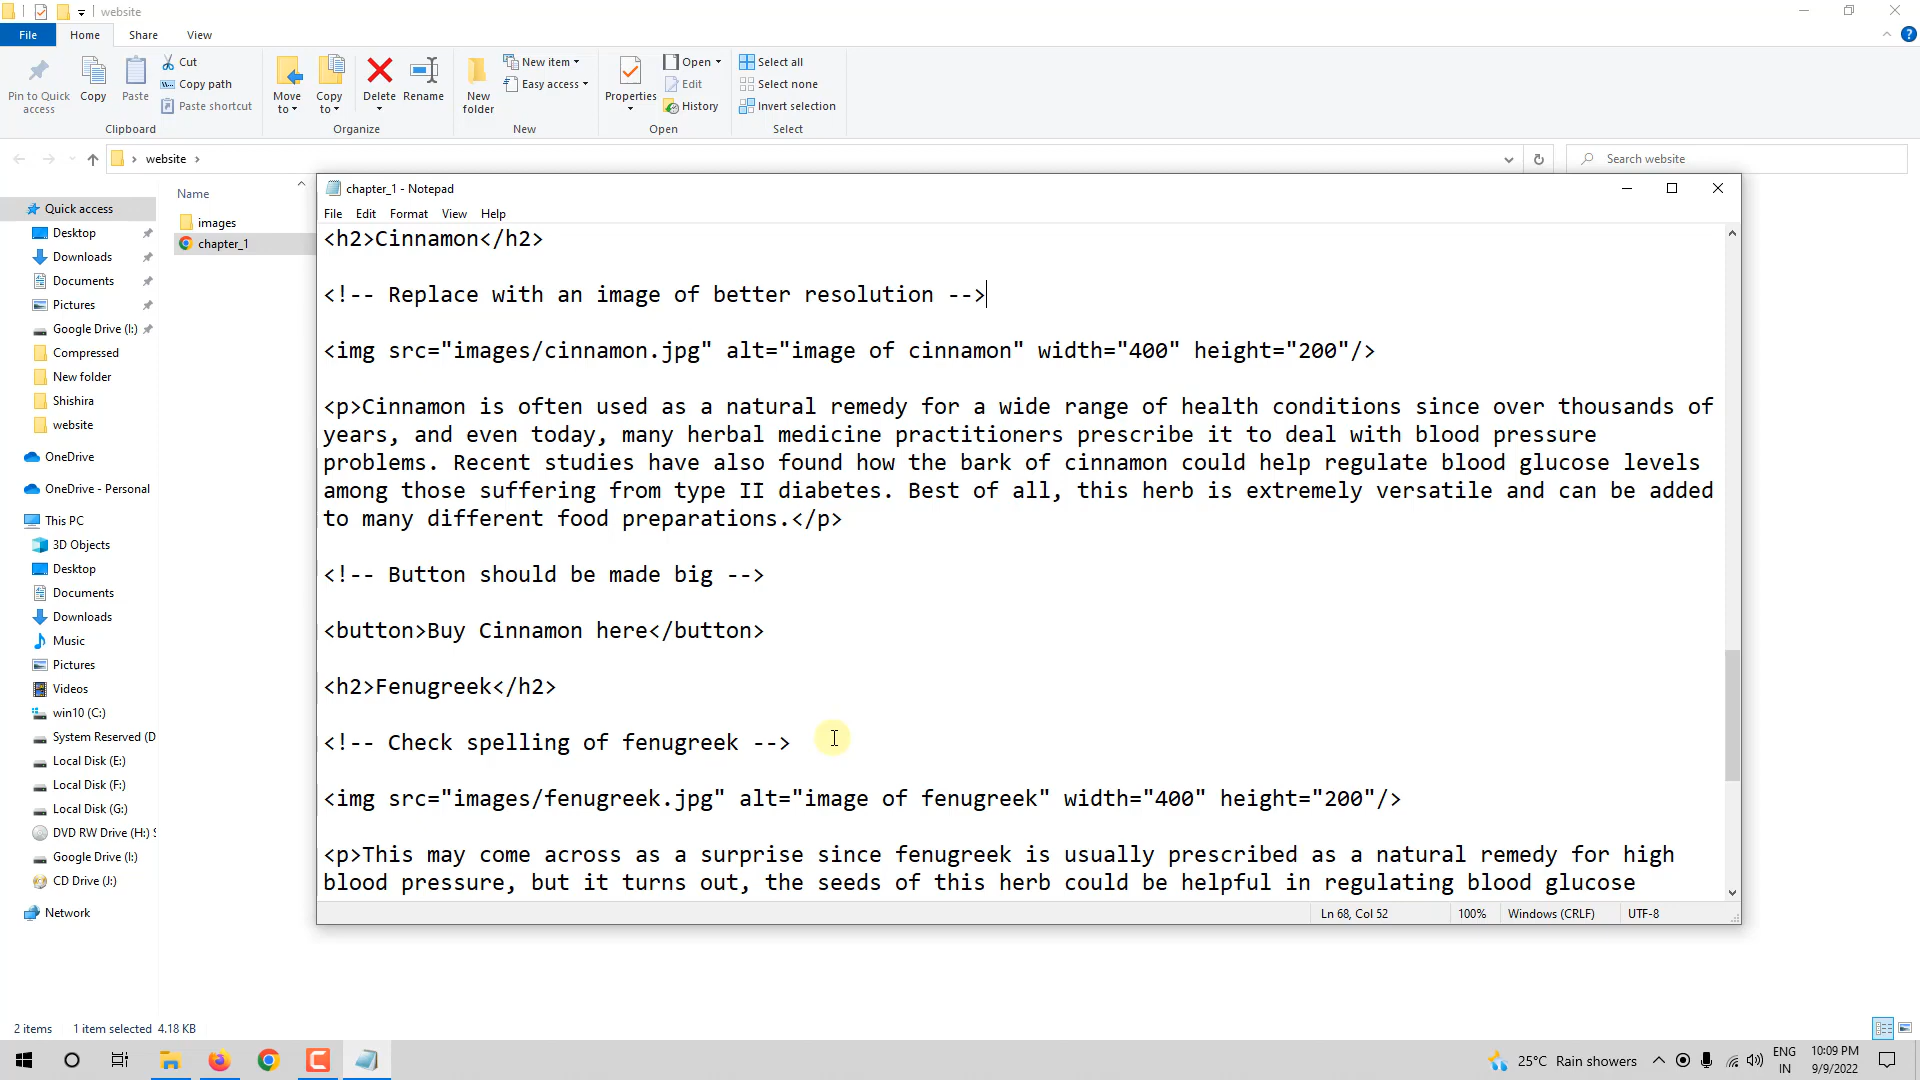 website
File
Home
Share
View
Pin to Quick access
Copy
Paste
Cut
Copy path
Paste shortcut
Clipboard
Move to
Copy to
Delete
Rename
Organize
New folder
New item
Easy access
New
Properties
Open
Edit
History
Open
Select all
Select none
Invert selection
Select
website
Search website
Name
images
chapter_1
Quick access
Desktop
Downloads
Documents
Pictures
Google Drive (I:)
Compressed
New folder
Shishira
website
OneDrive
OneDrive - Personal
This PC
3D Objects
Desktop
Documents
Downloads
Music
Pictures
Videos
win10 (C:)
System Reserved (D
Local Disk (E:)
Local Disk (F:)
Local Disk (G:)
DVD RW Drive (H:) S
Google Drive (I:)
CD Drive (J:)
Network
chapter_1 - Notepad
File Edit Format View Help
<h2>Cinnamon</h2>
<!-- Replace with an image of better resolution -->
<img src="images/cinnamon.jpg" alt="image of cinnamon" width="400" height="200"/>
<p>Cinnamon is often used as a natural remedy for a wide range of health conditions since over thousands of
years, and even today, many herbal medicine practitioners prescribe it to deal with blood pressure
problems. Recent studies have also found how the bark of cinnamon could help regulate blood glucose levels
among those suffering from type II diabetes. Best of all, this herb is extremely versatile and can be added
to many different food preparations.</p>
<!-- Button should be made big -->
<button>Buy Cinnamon here</button>
<h2>Fenugreek</h2>
<!-- Check spelling of fenugreek -->
<img src="images/fenugreek.jpg" alt="image of fenugreek" width="400" height="200"/>
<p>This may come across as a surprise since fenugreek is usually prescribed as a natural remedy for high
blood pressure, but it turns out, the seeds of this herb could be helpful in regulating blood glucose
Ln 68, Col 52
100%
Windows (CRLF)
UTF-8
2 items
1 item selected 4.18 KB
25°C Rain showers
ENG
IN
10:09 PM
9/9/2022